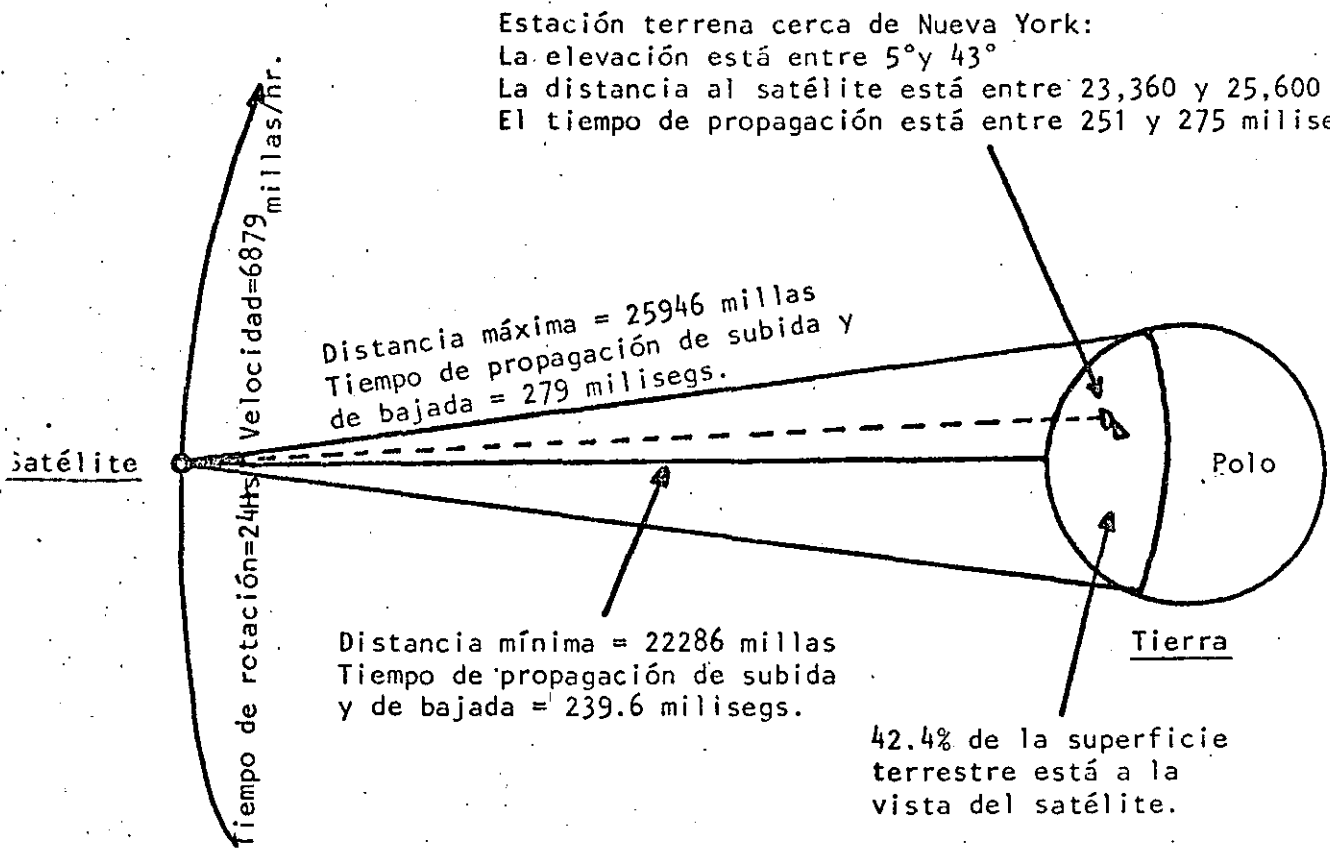 Estación terrena cerca de Nueva York:
La elevación está entre 5° y 43°
La distancia al satélite está entre 23,360 y 25,600
El tiempo de propagación está entre 251 y 275 milise
Tiempo de rotación=24Hs Velocidad=6879 millas/hr.
Distancia máxima = 25946 millas
Tiempo de propagación de subida y
de bajada = 279 milisegs.
Satélite
Polo
Distancia mínima = 22286 millas
Tiempo de propagación de subida
y de bajada = 239.6 milisegs.
Tierra
42.4% de la superficie
terrestre está a la
vista del satélite.